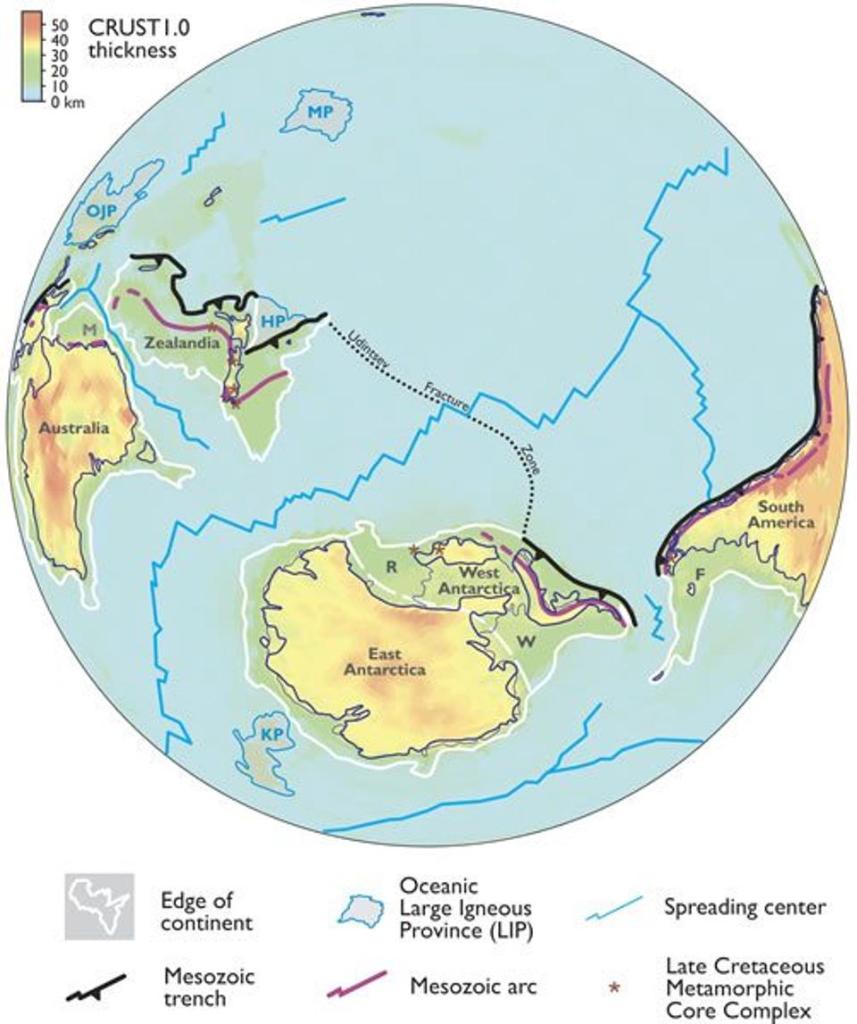 CRUST1.0
thickness
50
40
30
20
10
0 km
MP
OJP
HP
M
Zealandia
Udintsev
Fracture
Zone
Australia
South
America
F
R
West
Antarctica
W
East
Antarctica
KP
Edge of
continent
Oceanic
Large Igneous
Province (LIP)
Spreading center
Mesozoic
trench
Mesozoic arc
Late Cretaceous
Metamorphic
Core Complex